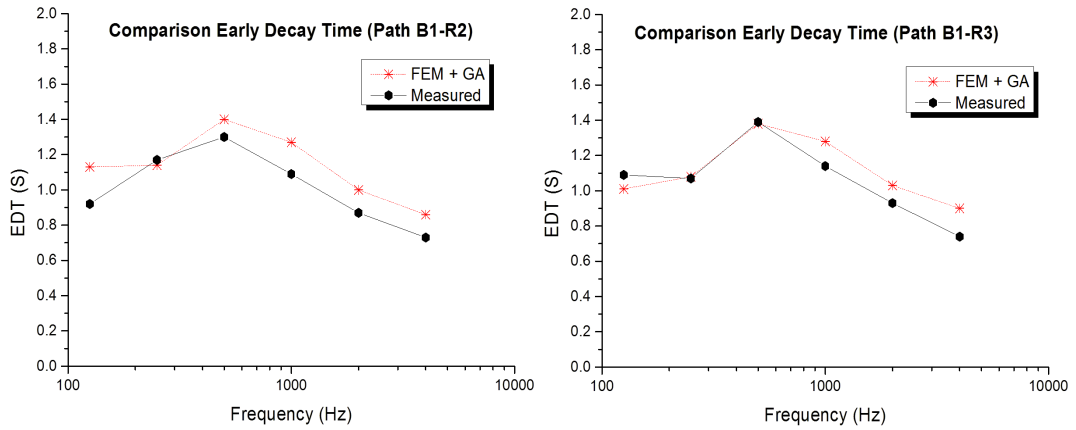 Comparison Early Decay Time (Path B1-R2)
FEM + GA
Measured
EDT (S)
2.0
1.8
1.6
1.4
1.2
1.0
0.8
0.6
0.4
0.2
0.0
100
1000
10000
Frequency (Hz)
Comparison Early Decay Time (Path B1-R3)
FEM + GA
Measured
EDT (S)
2.0
1.8
1.6
1.4
1.2
1.0
0.8
0.6
0.4
0.2
0.0
100
1000
10000
Frequency (Hz)